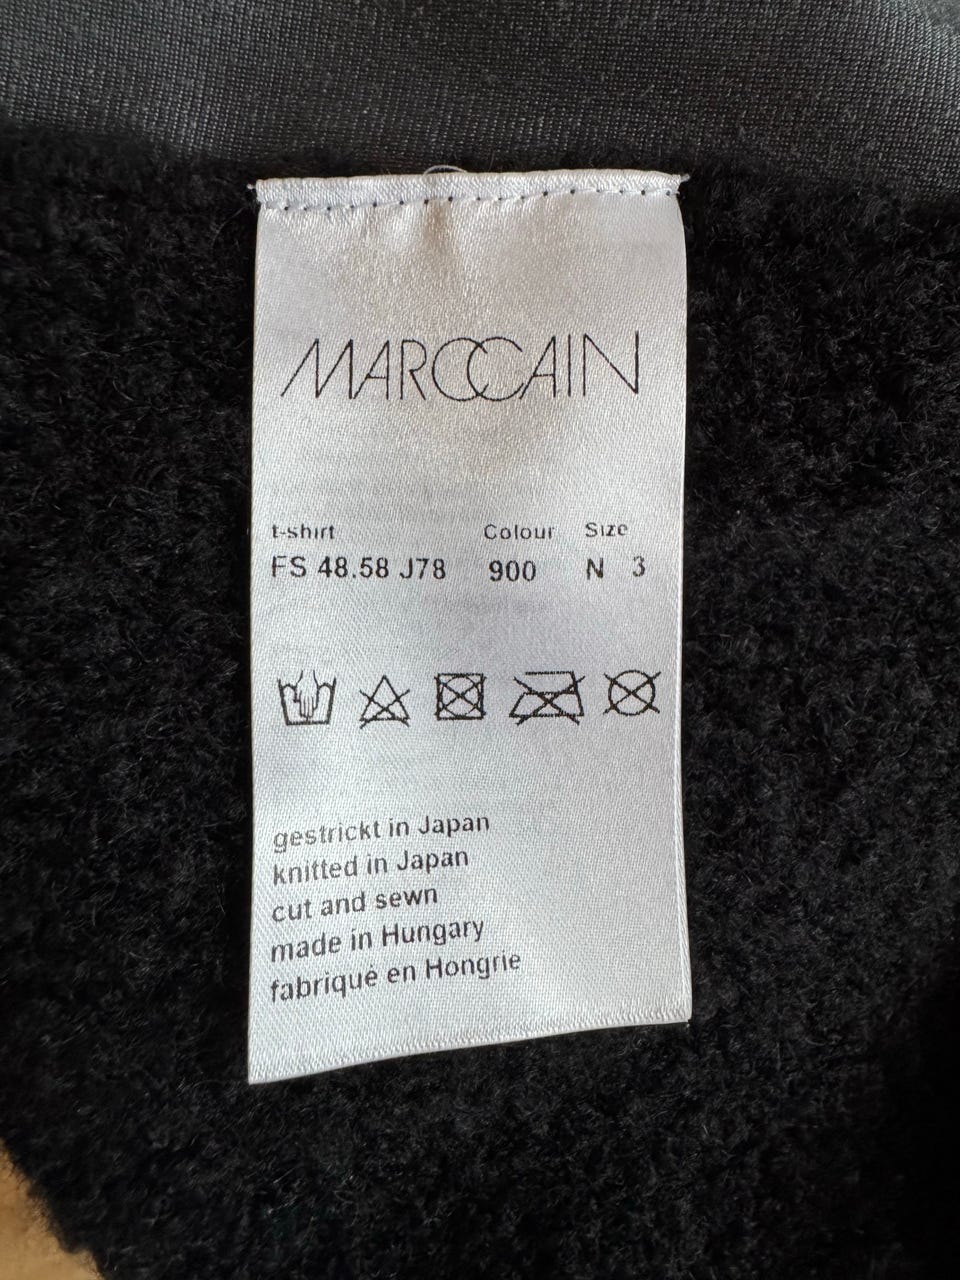 MARCCAIN
t-shirt Colour Size
FS 48.58 J78 900 N 3
gestrickt in Japan
knitted in Japan
cut and sewn
made in Hungary
fabriqué en Hongrie